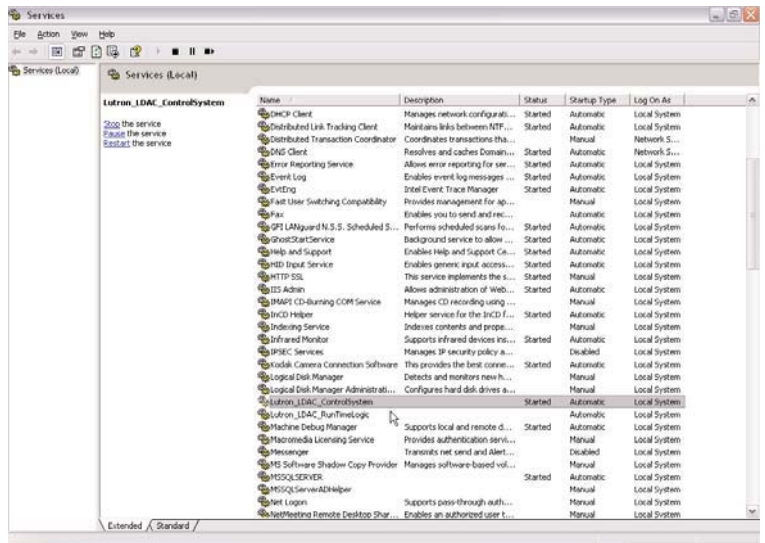 Services
File Action View Help
Services (Local)
Services (Local)
Lutron_LDAC_ControlSystem
Stop the service
Pause the service
Restart the service
Name Description Status Startup Type Log On As
DHCP Client Manages network configurati... Started Automatic Local System
Distributed Link Tracking Client Maintains links between NTF... Started Automatic Local System
Distributed Transaction Coordinator Coordinates transactions tha... Manual Network S...
DNS Client Resolves and caches Domain... Started Automatic Network S...
Error Reporting Service Allows error reporting for ser... Started Automatic Local System
Event Log Enables event log messages ... Started Automatic Local System
EvtEng Intel Event Trace Manager Started Automatic Local System
Fast User Switching Compatibility Provides management for ap... Manual Local System
Fax Enables you to send and rec... Automatic Local System
GFI LANguard N.S.S. Scheduled S... Performs scheduled scans fo... Started Automatic Local System
GhostStartService Background service to allow ... Started Automatic Local System
Help and Support Enables Help and Support Ce... Started Automatic Local System
HID Input Service Enables generic input access... Started Automatic Local System
HTTP SSL This service implements the s... Started Manual Local System
IIS Admin Allows administration of Web... Started Automatic Local System
IMAPI CD-Burning COM Service Manages CD recording using ... Manual Local System
InCD Helper Helper service for the InCD f... Started Automatic Local System
Indexing Service Indexes contents and prope... Manual Local System
Infrared Monitor Supports infrared devices ins... Started Automatic Local System
IPSEC Services Manages IP security policy a... Disabled Local System
Kodak Camera Connection Software This provides the best conne... Started Automatic Local System
Logical Disk Manager Detects and monitors new h... Manual Local System
Logical Disk Manager Administrati... Configures hard disk drives a... Manual Local System
Lutron_LDAC_ControlSystem Started Automatic Local System
Lutron_LDAC_RunTimeLogic Automatic Local System
Machine Debug Manager Supports local and remote d... Started Automatic Local System
Macromedia Licensing Service Provides authentication servi... Manual Local System
Messenger Transmits net send and Alert... Disabled Local System
MS Software Shadow Copy Provider Manages software-based vol... Manual Local System
MSSQLSERVER Started Automatic Local System
MSSQLServerADHelper Manual Local System
Net Logon Supports pass-through auth... Manual Local System
NetMeeting Remote Desktop Shar... Enables an authorized user t... Manual Local System
Extended Standard